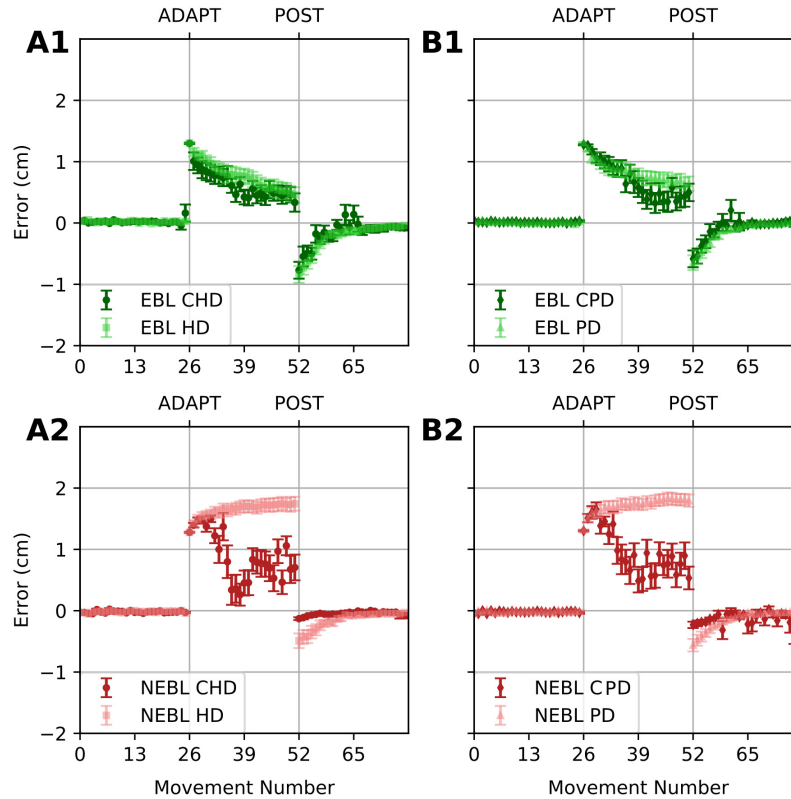 ADAPT POST
A1
3
2
1
0
−1
−2
Error (cm)
EBL CHD
EBL HD
0 13 26 39 52 65
ADAPT POST
B1
EBL CPD
EBL PD
0 13 26 39 52 65
ADAPT POST
A2
2
1
0
−1
−2
Error (cm)
NEBL CHD
NEBL HD
0 13 26 39 52 65
Movement Number
ADAPT POST
B2
NEBL CPD
NEBL PD
0 13 26 39 52 65
Movement Number